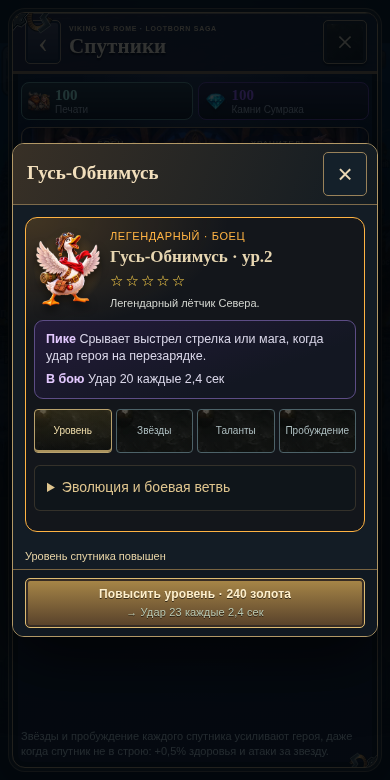 VIKING VS ROME · LOOTBORN SAGA
Спутники
100
Печати
100
Камни Сумрака
Гусь-Обнимусь
ЛЕГЕНДАРНЫЙ · БОЕЦ
Гусь-Обнимусь · ур.2
Легендарный лётчик Севера.
Пике Срывает выстрел стрелка или мага, когда
удар героя на перезарядке.
В бою Удар 20 каждые 2,4 сек
Уровень
Звёзды
Таланты
Пробуждение
▶ Эволюция и боевая ветвь
Уровень спутника повышен
Повысить уровень · 240 золота
→ Удар 23 каждые 2,4 сек
Звёзды и пробуждение каждого спутника усиливают героя, даже
когда спутник не в строю: +0,5% здоровья и атаки за звезду.